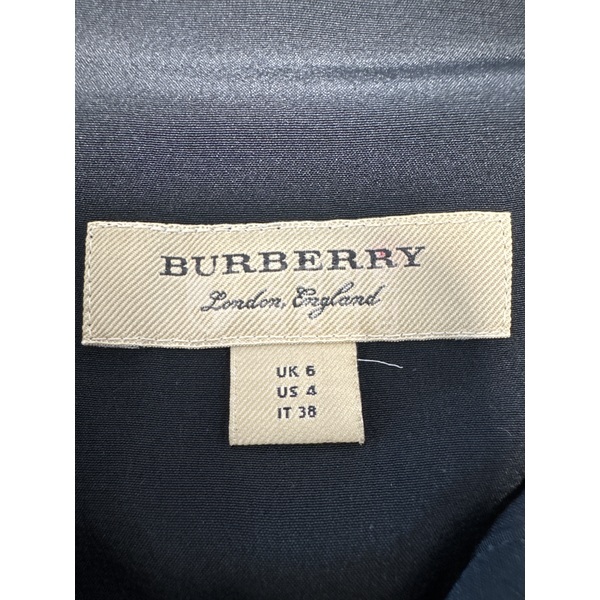 BURBERRY
London, England
UK 6
US 4
IT 38